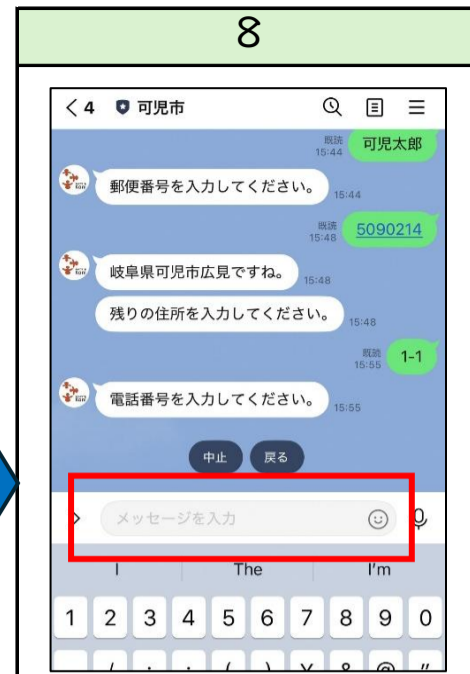 8
< 4 可児市
既読
15:44
可児太郎
郵便番号を入力してください。
15:44
既読
15:48
5090214
岐阜県可児市広見ですね。
15:48
残りの住所を入力してください。
15:48
既読
15:55
1-1
電話番号を入力してください。
15:55
中止 戻る
メッセージを入力
I The I'm
1 2 3 4 5 6 7 8 9 0